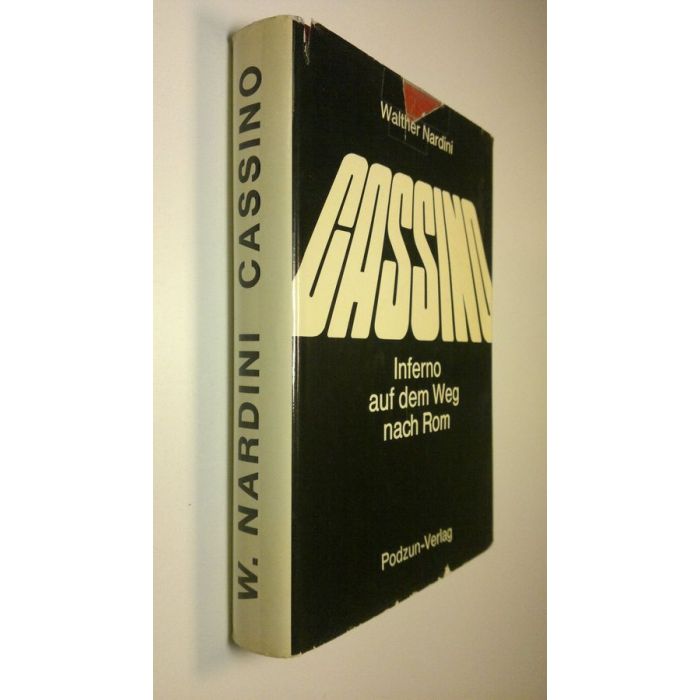 W. NARDINI CASSINO
Walther Nardini
CASSINO
Inferno
auf dem Weg
nach Rom
Podzun-Verlag